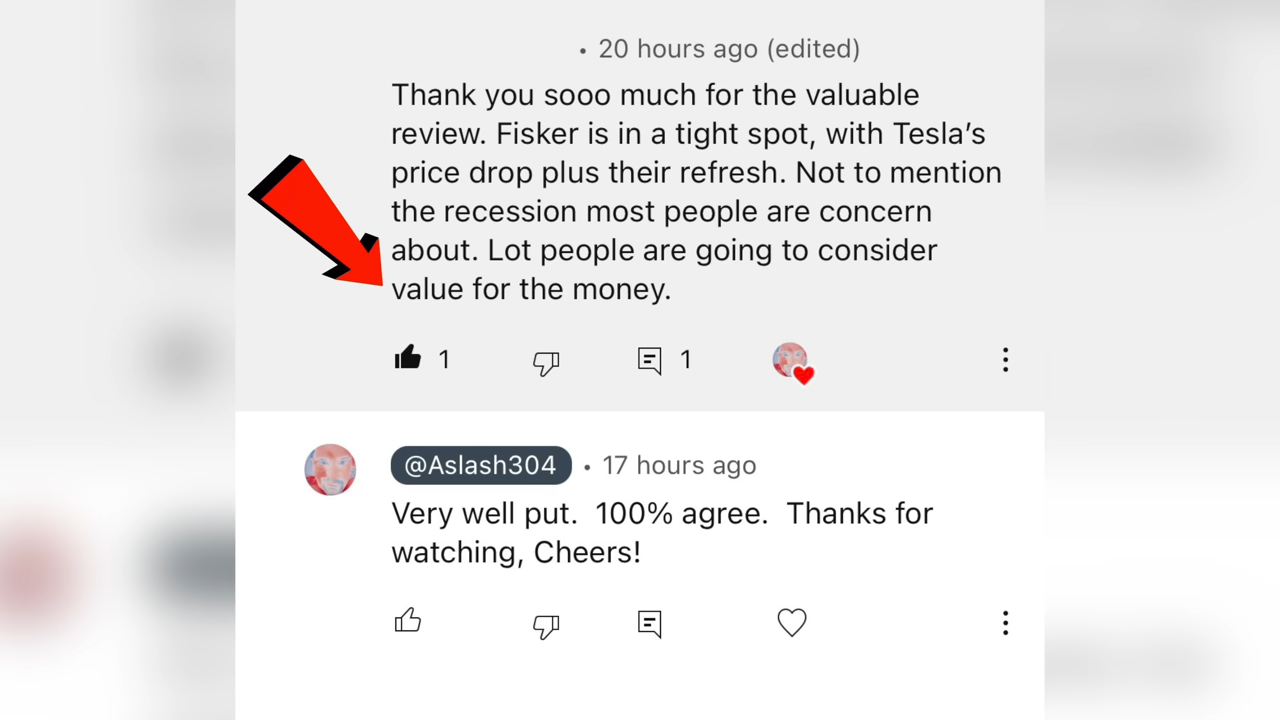 • 20 hours ago (edited)
Thank you sooo much for the valuable
review. Fisker is in a tight spot, with Tesla’s
price drop plus their refresh. Not to mention
the recession most people are concern
about. Lot people are going to consider
value for the money.
1 1
@Aslash304 • 17 hours ago
Very well put.  100% agree.  Thanks for
watching, Cheers!